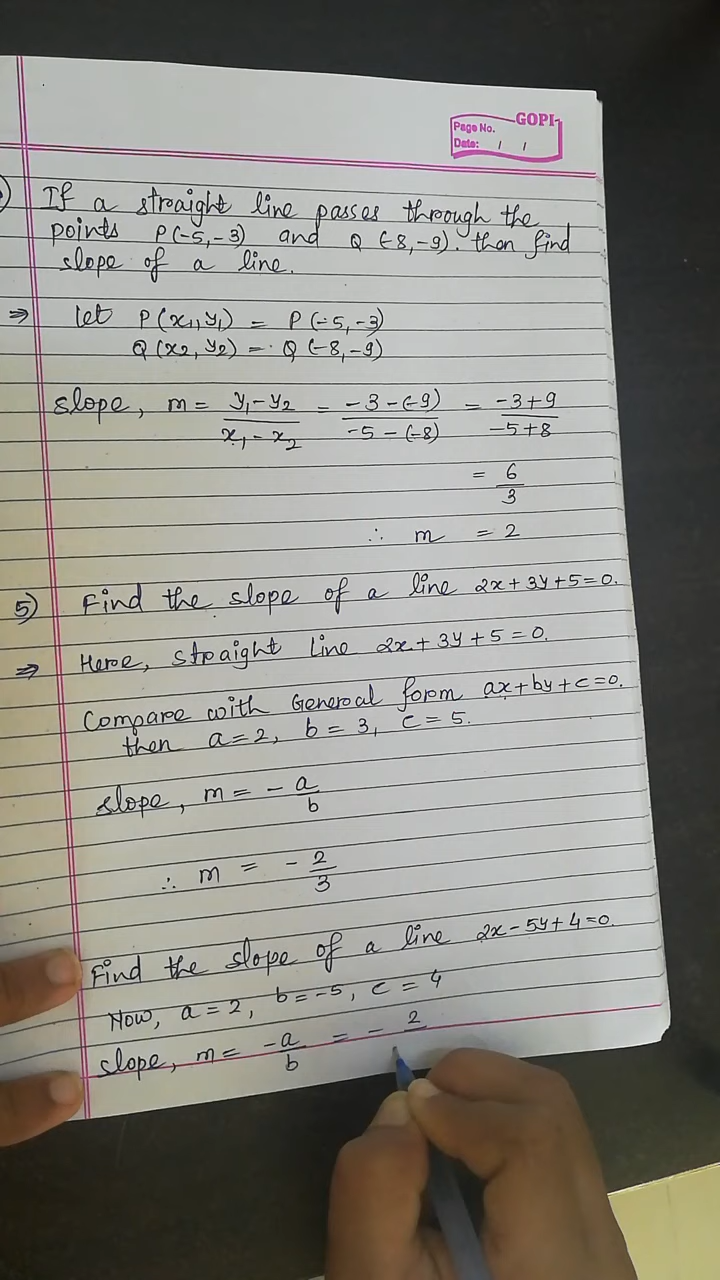 GOPI
Page No.
Date: / /
If a straight line passes through the
points P(-5,-3) and Q (-8,-9). then find
slope of a line.
⇒ let P(x₁,y₁) = P(-5,-3)
Q(x₂, y₂) = Q (-8,-9)
slope, m = y₁-y₂/x₁-x₂ = -3-(-9)/-5-(-8) = -3+9/-5+8
= 6/3
∴ m = 2
5) Find the slope of a line 2x+3y+5=0.
⇒ Here, straight line 2x+3y+5=0.
Compare with General form ax+by+c=0.
then a=2, b=3, c=5.
slope, m = - a/b
∴ m = - 2/3
Find the slope of a line 2x-5y+4=0.
Now, a=2, b=-5, c=4
slope, m = -a/b = - 2